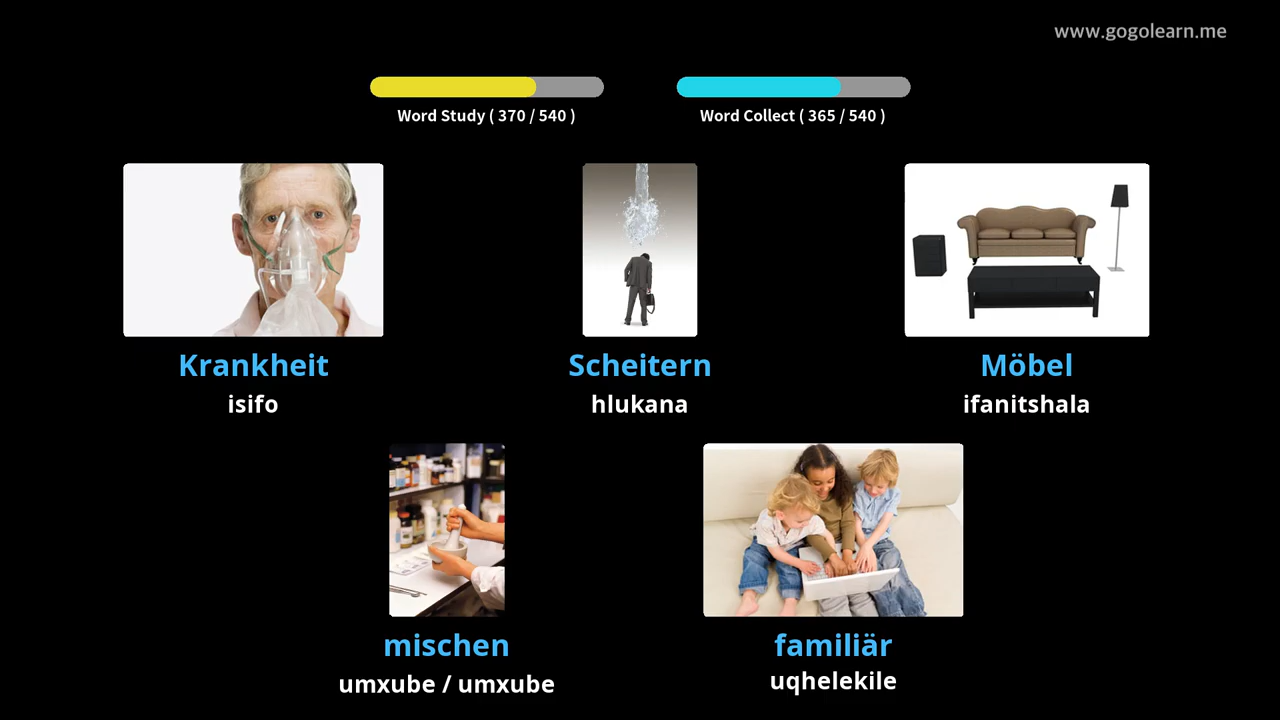 www.gogolearn.me
Word Study ( 370 / 540 )
Word Collect ( 365 / 540 )
Krankheit
isifo
Scheitern
hlukana
Möbel
ifanitshala
mischen
umxube / umxube
familiär
uqhelekile